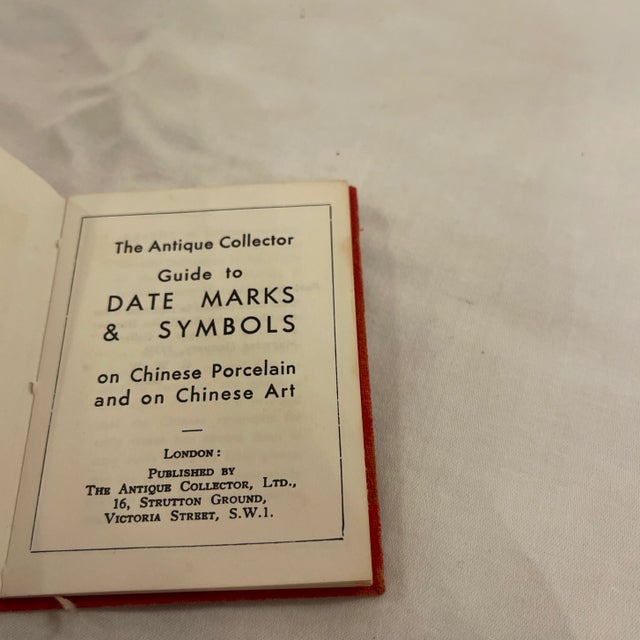 The Antique Collector
Guide to
DATE MARKS
& SYMBOLS
on Chinese Porcelain
and on Chinese Art
LONDON:
PUBLISHED BY
THE ANTIQUE COLLECTOR, LTD.,
16, STRUTTON GROUND,
VICTORIA STREET, S.W.1.